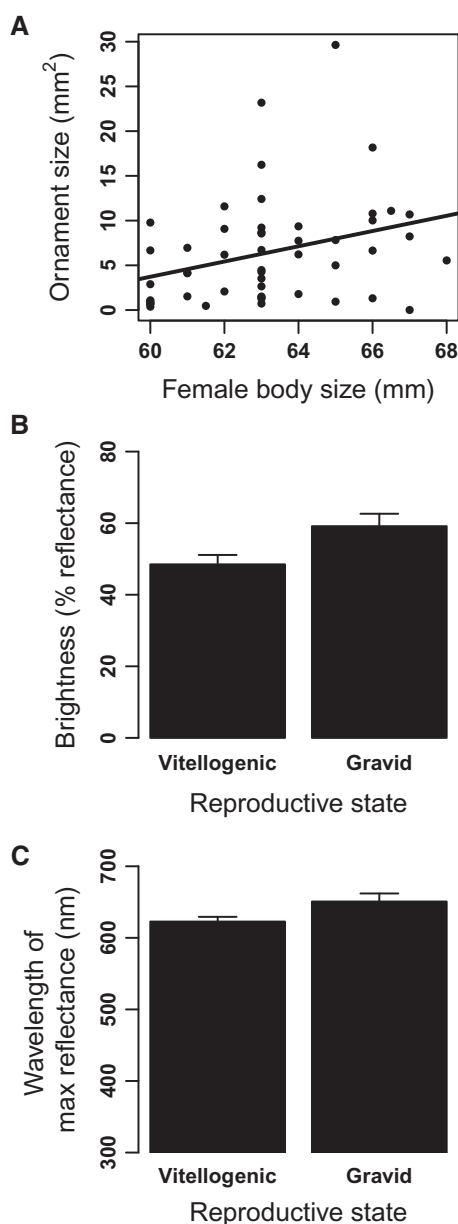 A
Ornament size (mm²)
30
25
20
15
10
5
0
60 62 64 66 68
Female body size (mm)
B
Brightness (% reflectance)
80
60
40
20
0
Vitellogenic Gravid
Reproductive state
C
Wavelength of
max reflectance (nm)
700
600
500
400
300
Vitellogenic Gravid
Reproductive state